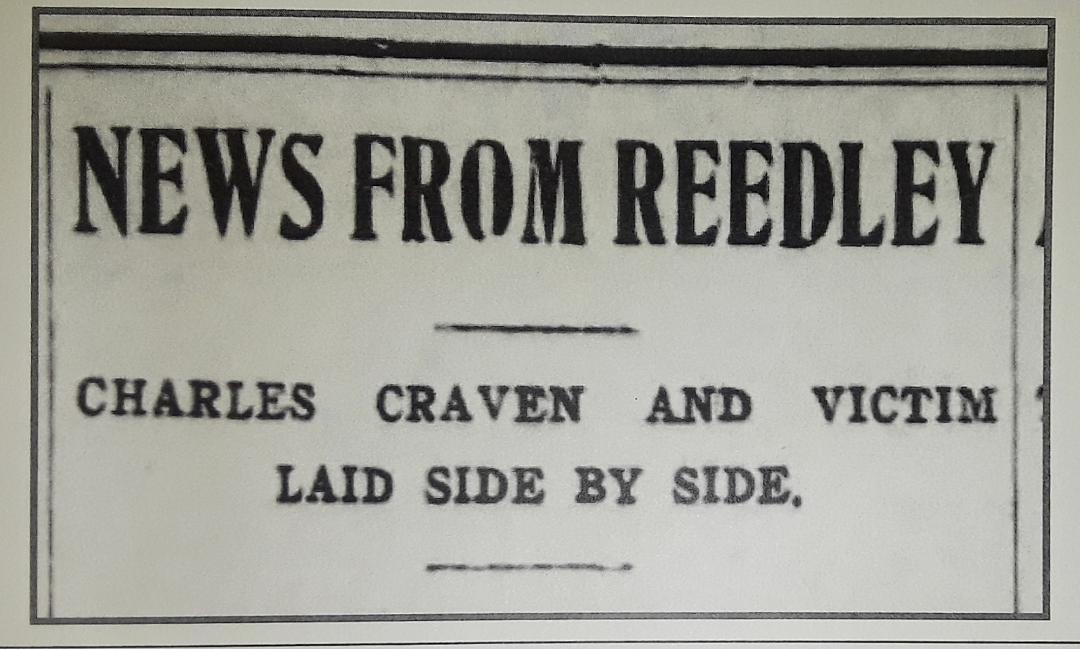 NEWS FROM REEDLEY
CHARLES CRAVEN AND VICTIM
LAID SIDE BY SIDE.